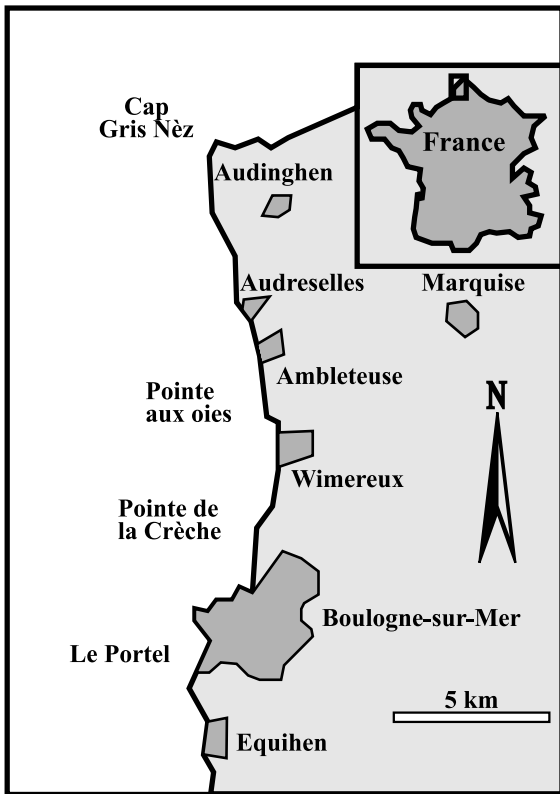 Cap
Gris Nèz
France
Audinghen
Audreselles
Marquise
Ambleteuse
Pointe
aux oies
N
Wimereux
Pointe de
la Crèche
Boulogne-sur-Mer
Le Portel
5 km
Equihen